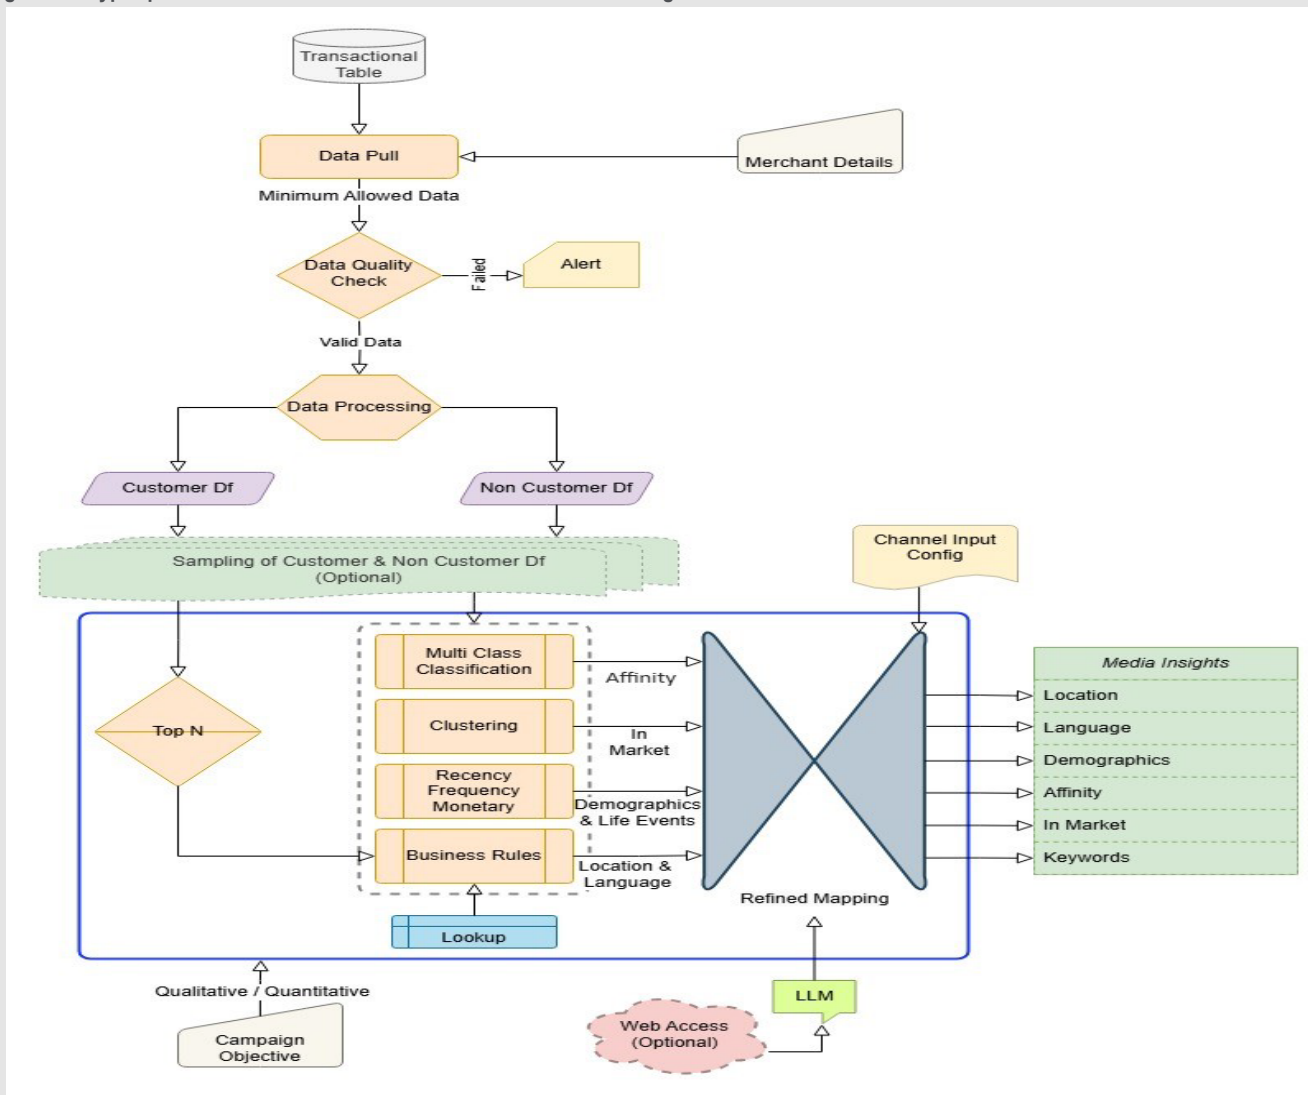 Transactional
Table
Data Pull
Merchant Details
Minimum Allowed Data
Data Quality
Check
Failed
Alert
Valid Data
Data Processing
Customer Df
Non Customer Df
Sampling of Customer & Non Customer Df
(Optional)
Channel Input
Config
Multi Class
Classification
Affinity
Top N
Clustering
In
Market
Recency
Frequency
Monetary
Demographics
& Life Events
Business Rules
Location &
Language
Lookup
Refined Mapping
Media Insights
Location
Language
Demographics
Affinity
In Market
Keywords
Qualitative / Quantitative
Campaign
Objective
LLM
Web Access
(Optional)